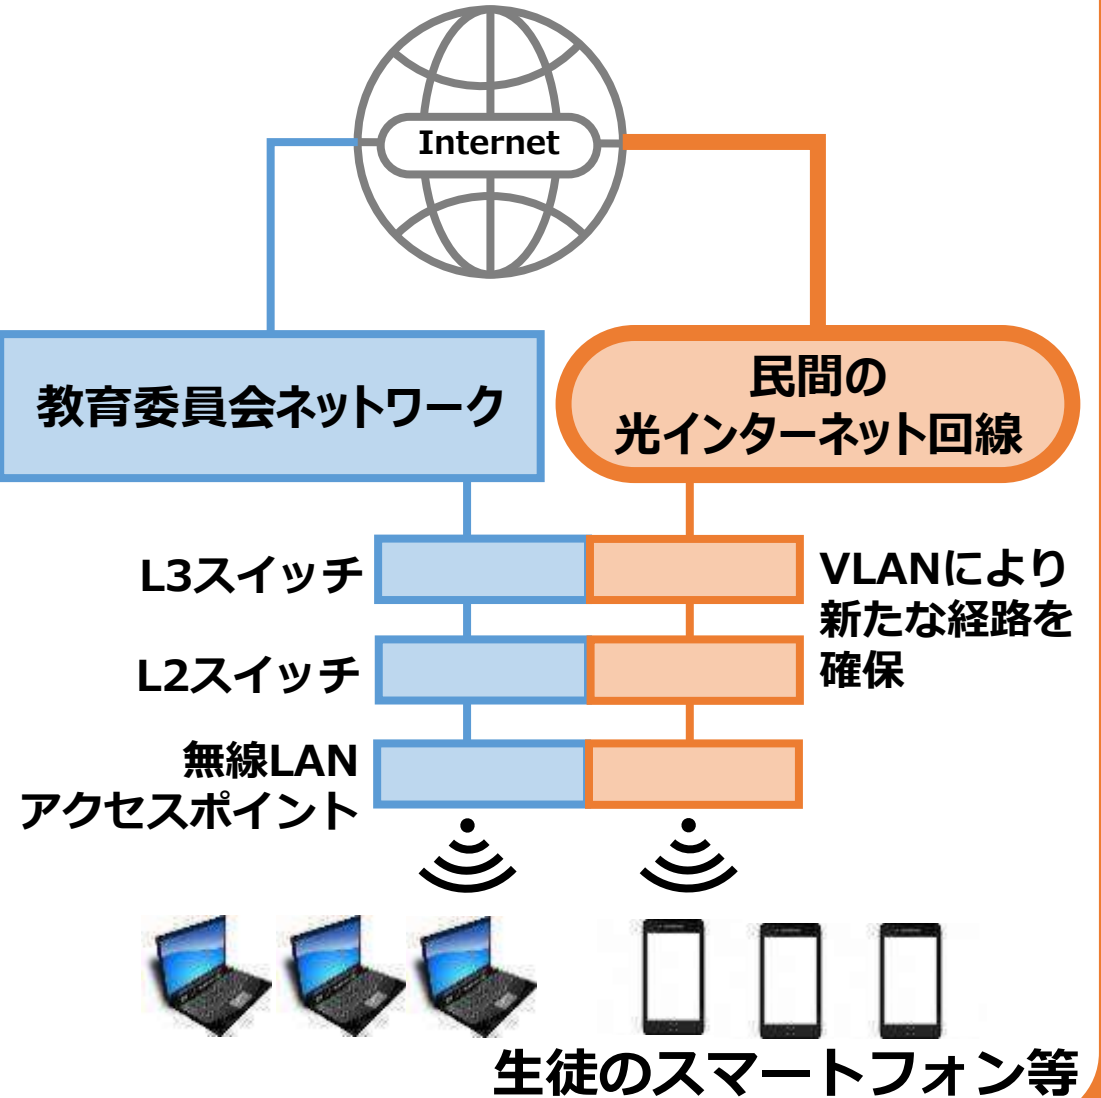 Internet
教育委員会ネットワーク
民間の
光インターネット回線
L3スイッチ
VLANにより
新たな経路を
確保
L2スイッチ
無線LAN
アクセスポイント
生徒のスマートフォン等